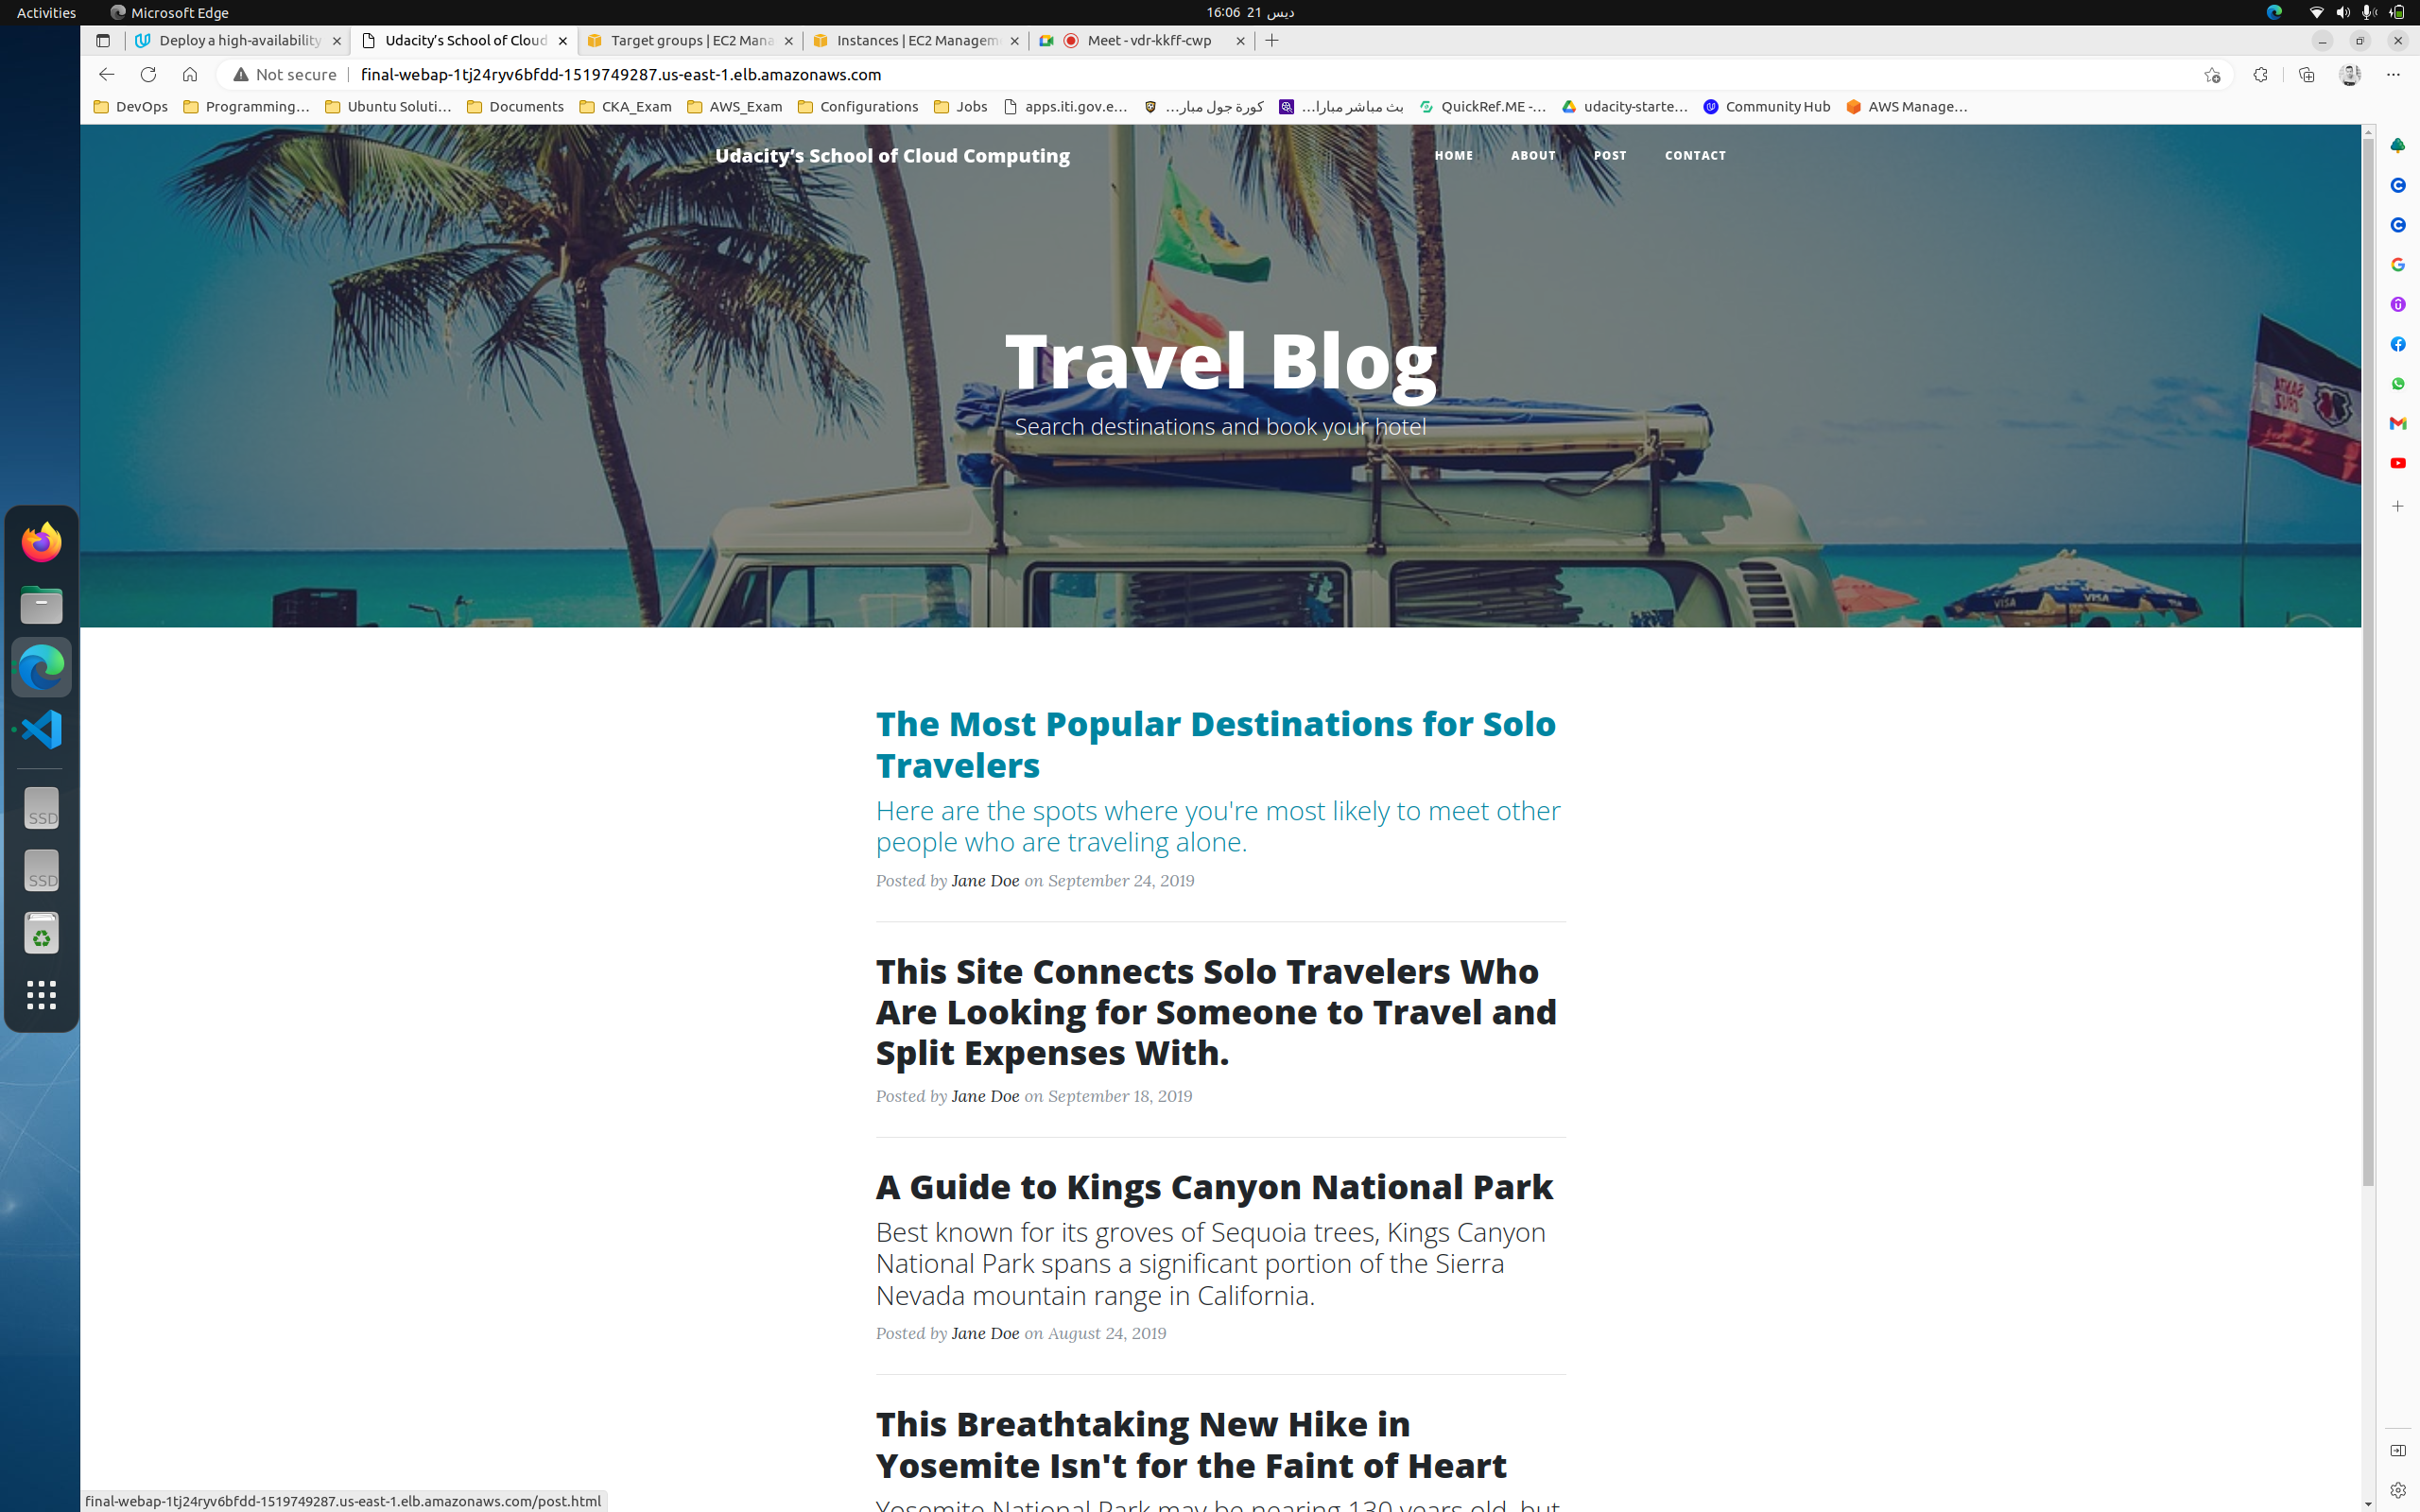 Activities
Microsoft Edge
16:06 21 ديس
Deploy a high-availability
Udacity's School of Cloud
Target groups | EC2 Mana
Instances | EC2 Managem
Meet - vdr-kkff-cwp
Not secure
final-webap-1tj24ryv6bfdd-1519749287.us-east-1.elb.amazonaws.com
DevOps
Programming...
Ubuntu Soluti...
Documents
CKA_Exam
AWS_Exam
Configurations
Jobs
apps.iti.gov.e...
كورة جول مبار...
بث مباشر مبارا...
QuickRef.ME -...
udacity-starte...
Community Hub
AWS Manage...
Udacity's School of Cloud Computing
HOME
ABOUT
POST
CONTACT
Travel Blog
Search destinations and book your hotel
SANTA
CRUZ
VISA
VISA
The Most Popular Destinations for Solo
Travelers
Here are the spots where you're most likely to meet other
people who are traveling alone.
Posted by Jane Doe on September 24, 2019
This Site Connects Solo Travelers Who
Are Looking for Someone to Travel and
Split Expenses With.
Posted by Jane Doe on September 18, 2019
A Guide to Kings Canyon National Park
Best known for its groves of Sequoia trees, Kings Canyon
National Park spans a significant portion of the Sierra
Nevada mountain range in California.
Posted by Jane Doe on August 24, 2019
This Breathtaking New Hike in
Yosemite Isn't for the Faint of Heart
Yosemite National Park may be nearing 130 years old, but
SSD
SSD
final-webap-1tj24ryv6bfdd-1519749287.us-east-1.elb.amazonaws.com/post.html